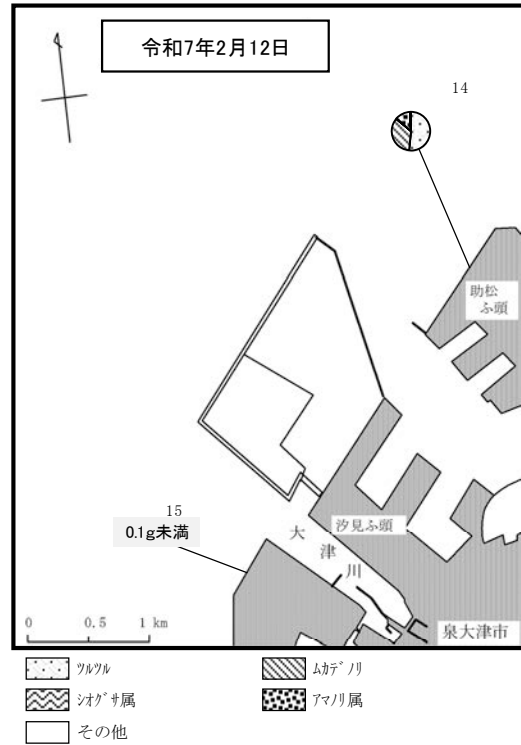 令和7年2月12日
14
助松
ふ頭
15
0.1g未満
汐見ふ頭
大
津
川
0 0.5 1 km
泉大津市
ﾂﾙﾂﾙ
ﾑｶﾃﾞﾉﾘ
ｼｵｸﾞｻ属
ｱﾏﾉﾘ属
その他